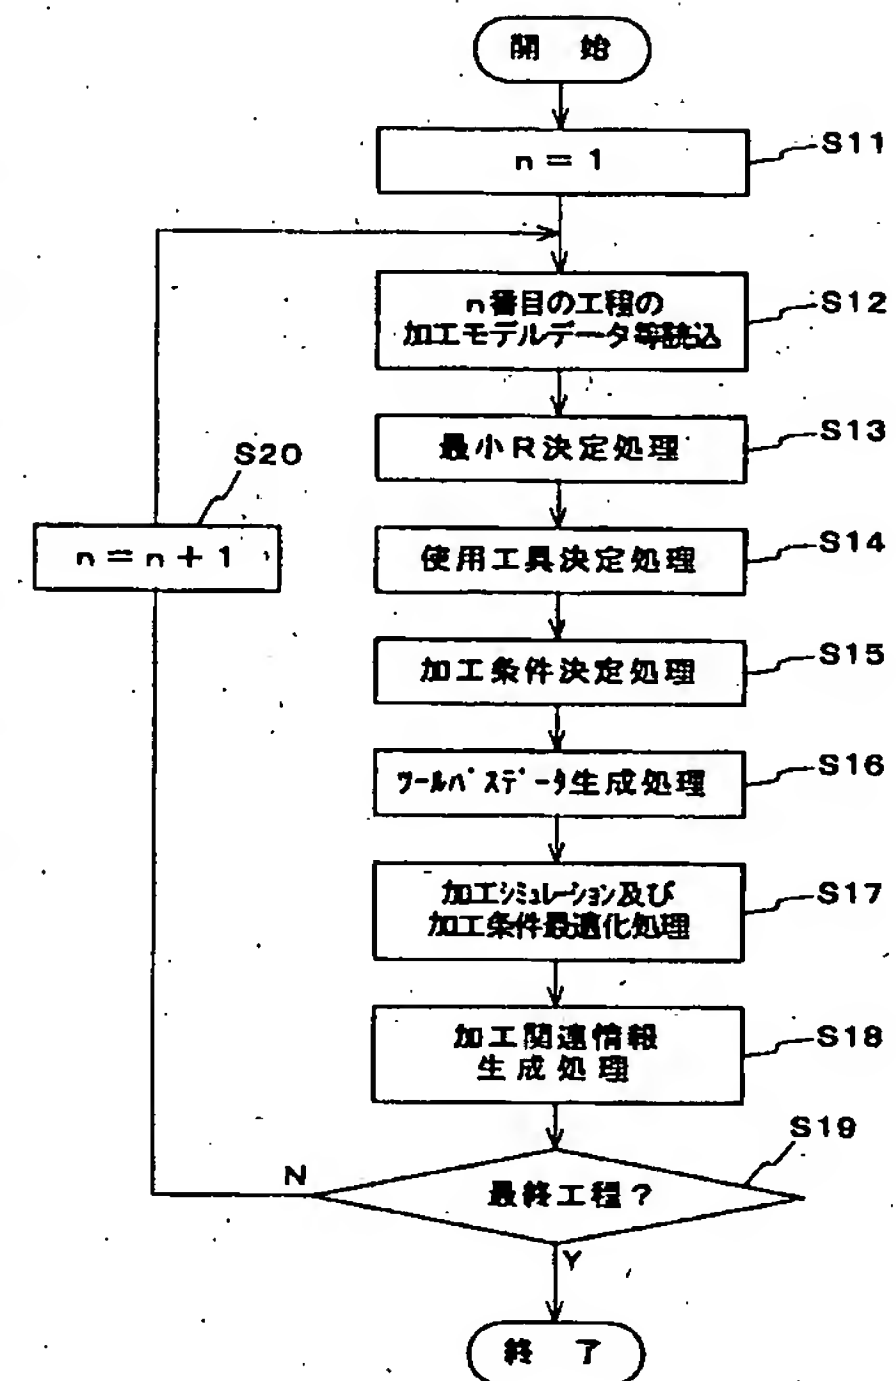 開 始
n = 1
S11
n番目の工程の
加工モデルデータ等読込
S12
最小R決定処理
S13
使用工具決定処理
S14
加工条件決定処理
S15
ツールパスデータ生成処理
S16
加工シミュレーション及び
加工条件最適化処理
S17
加工関連情報
生成処理
S18
最終工程?
S19
N
Y
n = n + 1
S20
終 了